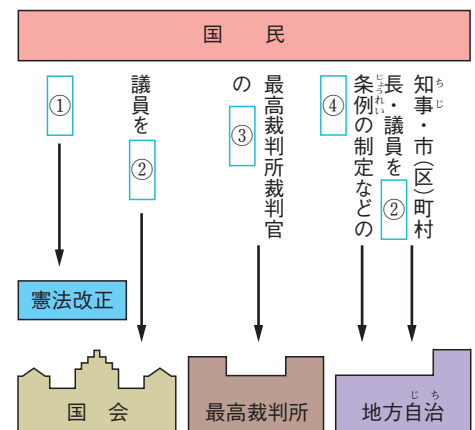 国 民
①
議員を ②
最高裁判所裁判官
の ③
知事・市(区)町村
長・議員を ②
条例の制定などの
④
ちじ
じょうれい
憲法改正
国 会
最高裁判所
じち
地方自治